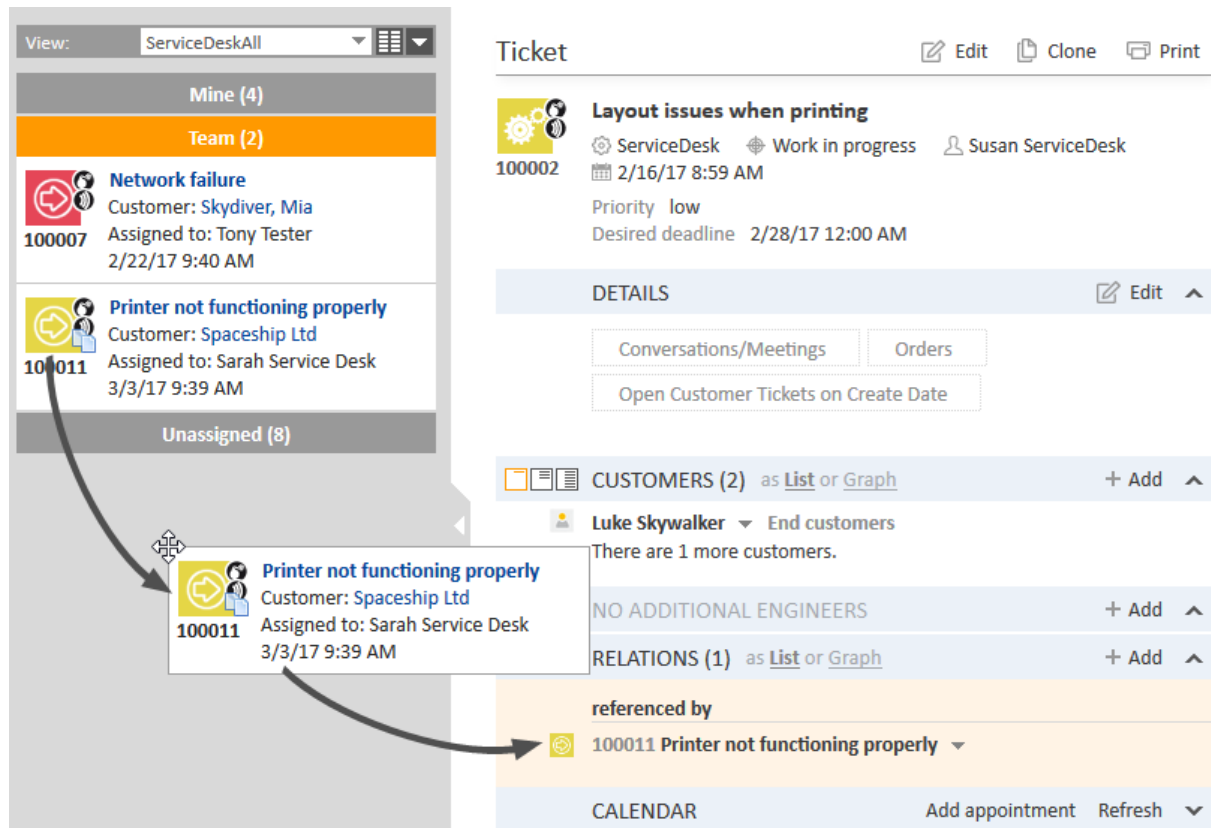 View: ServiceDeskAll
Mine (4)
Team (2)
Network failure
Customer: Skydiver, Mia
100007 Assigned to: Tony Tester
2/22/17 9:40 AM
Printer not functioning properly
Customer: Spaceship Ltd
100011 Assigned to: Sarah Service Desk
3/3/17 9:39 AM
Unassigned (8)
Printer not functioning properly
Customer: Spaceship Ltd
100011 Assigned to: Sarah Service Desk
3/3/17 9:39 AM
Ticket Edit Clone Print
Layout issues when printing
ServiceDesk Work in progress Susan ServiceDesk
100002 2/16/17 8:59 AM
Priority low
Desired deadline 2/28/17 12:00 AM
DETAILS Edit
Conversations/Meetings Orders
Open Customer Tickets on Create Date
CUSTOMERS (2) as List or Graph + Add
Luke Skywalker End customers
There are 1 more customers.
NO ADDITIONAL ENGINEERS + Add
RELATIONS (1) as List or Graph + Add
referenced by
100011 Printer not functioning properly
CALENDAR Add appointment Refresh